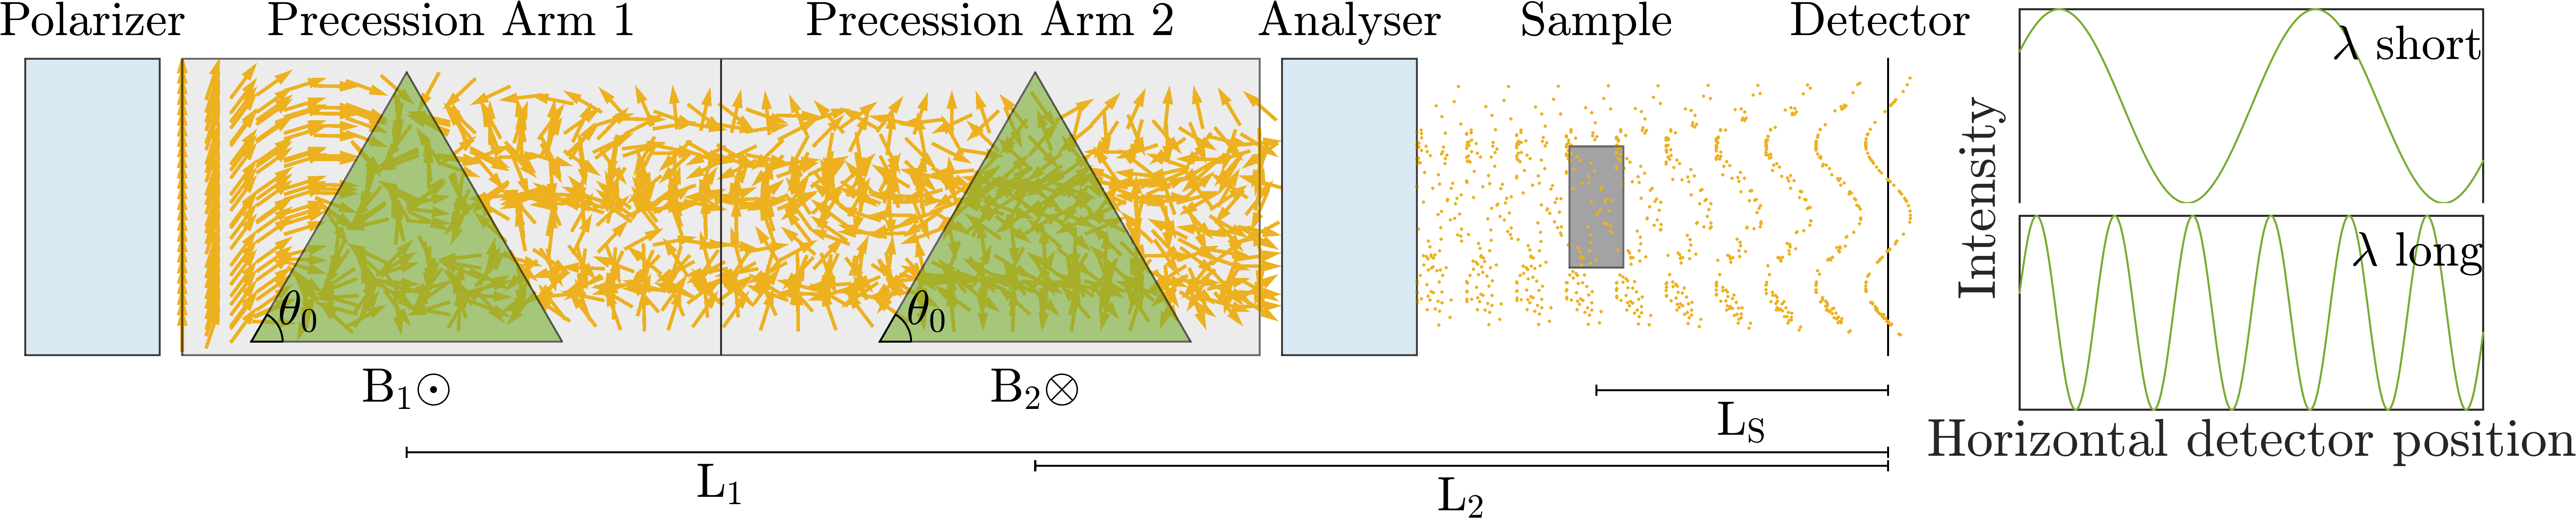 Polarizer
Precession Arm 1
Precession Arm 2
Analyser
Sample
Detector
θ₀
θ₀
B₁⊙
B₂⊗
L_S
L₁
L₂
λ short
λ long
Intensity
Horizontal detector position